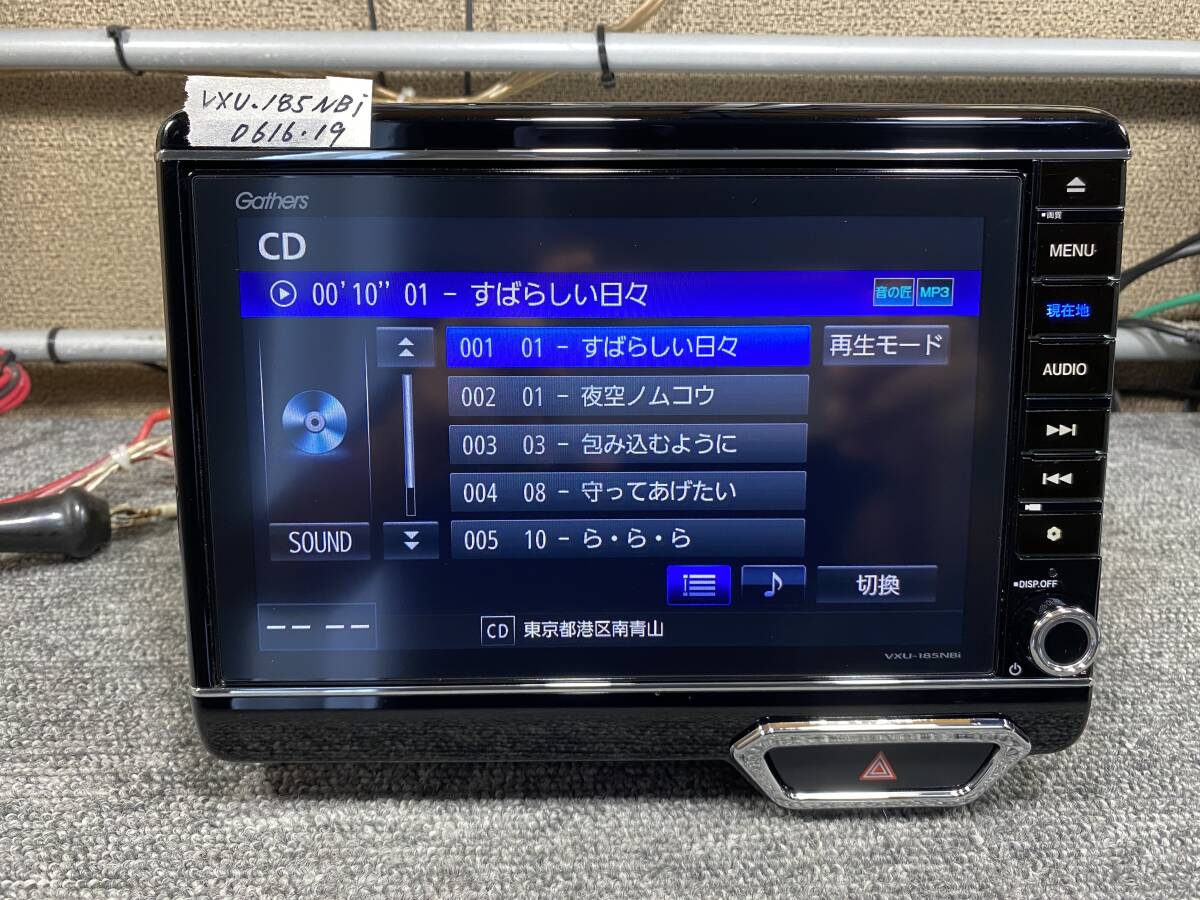 VXU-185NBi
0616.19
Gathers
CD
00'10" 01 - すばらしい日々
音の匠 MP3
001 01 - すばらしい日々
再生モード
002 01 - 夜空ノムコウ
003 03 - 包み込むように
004 08 - 守ってあげたい
005 10 - ら・ら・ら
SOUND
切換
-- --
CD 東京都港区南青山
VXU-185NBi
画質
MENU
現在地
AUDIO
DISP.OFF